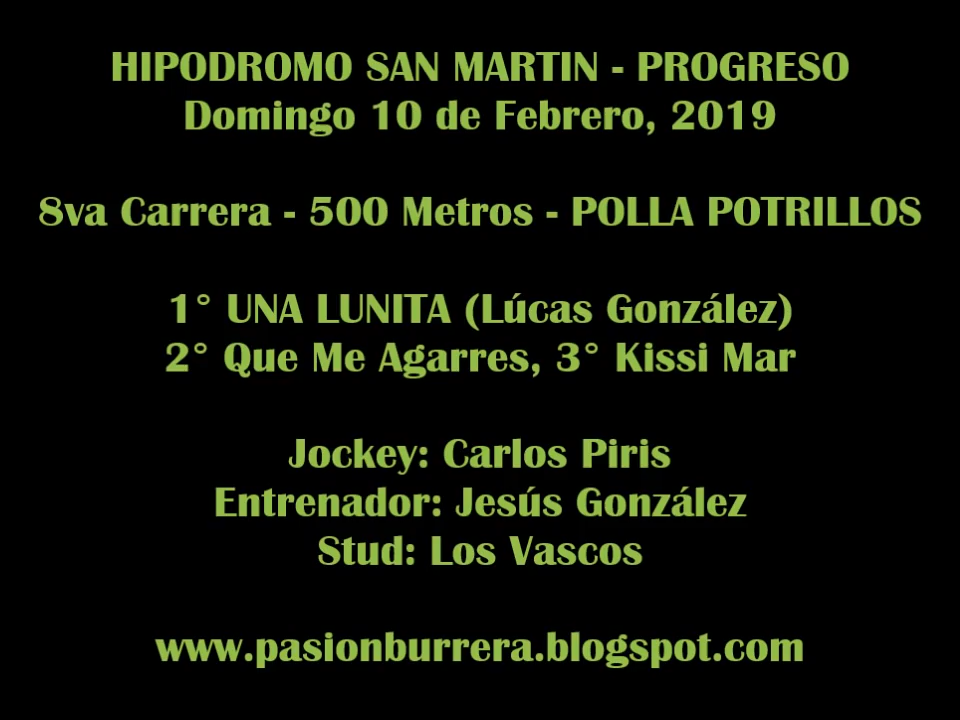 HIPODROMO SAN MARTIN - PROGRESO
Domingo 10 de Febrero, 2019
8va Carrera - 500 Metros - POLLA POTRILLOS
1° UNA LUNITA (Lúcas González)
2° Que Me Agarres, 3° Kissi Mar
Jockey: Carlos Piris
Entrenador: Jesús González
Stud: Los Vascos
www.pasionburrera.blogspot.com